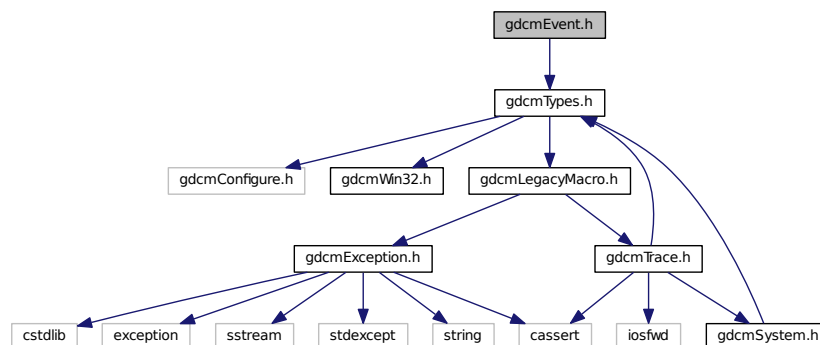 gdcmEvent.h
gdcmTypes.h
gdcmConfigure.h
gdcmWin32.h
gdcmLegacyMacro.h
gdcmException.h
gdcmTrace.h
cstdlib
exception
sstream
stdexcept
string
cassert
iosfwd
gdcmSystem.h